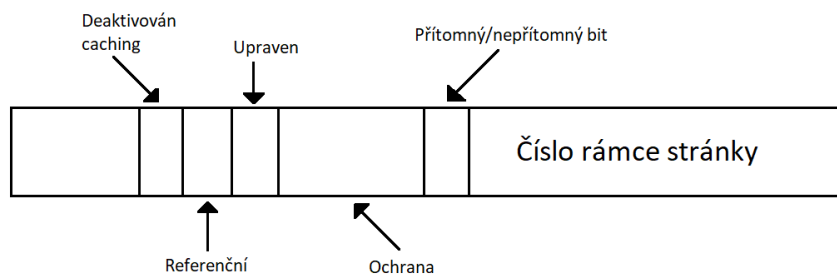 Deaktivován
caching
Upraven
Přítomný/nepřítomný bit
Číslo rámce stránky
Referenční
Ochrana